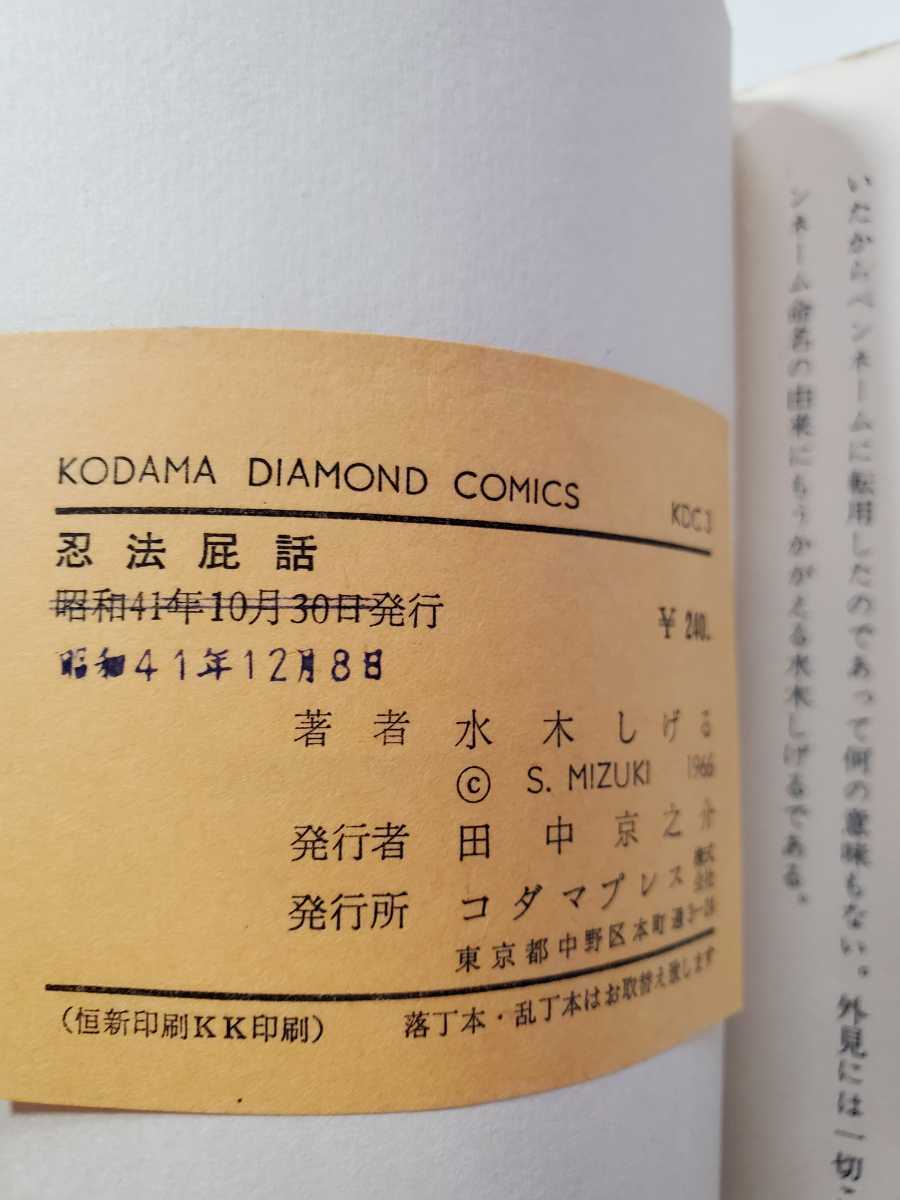 KODAMA DIAMOND COMICS KDC3
忍法屁話
昭和41年10月30日発行 ¥240.
昭和41年12月8日
著者 水木しげる
© S. MIZUKI 1966
発行者 田中京之介
発行所 コダマプレス株式会社
東京都中野区本町通3-28
(恒新印刷KK印刷) 落丁本・乱丁本はお取替え致します
いたからペンネームに転用したのであって何の意味もない。外見には一切
ンネーム命名の由来にもうかがえる水木しげるである。